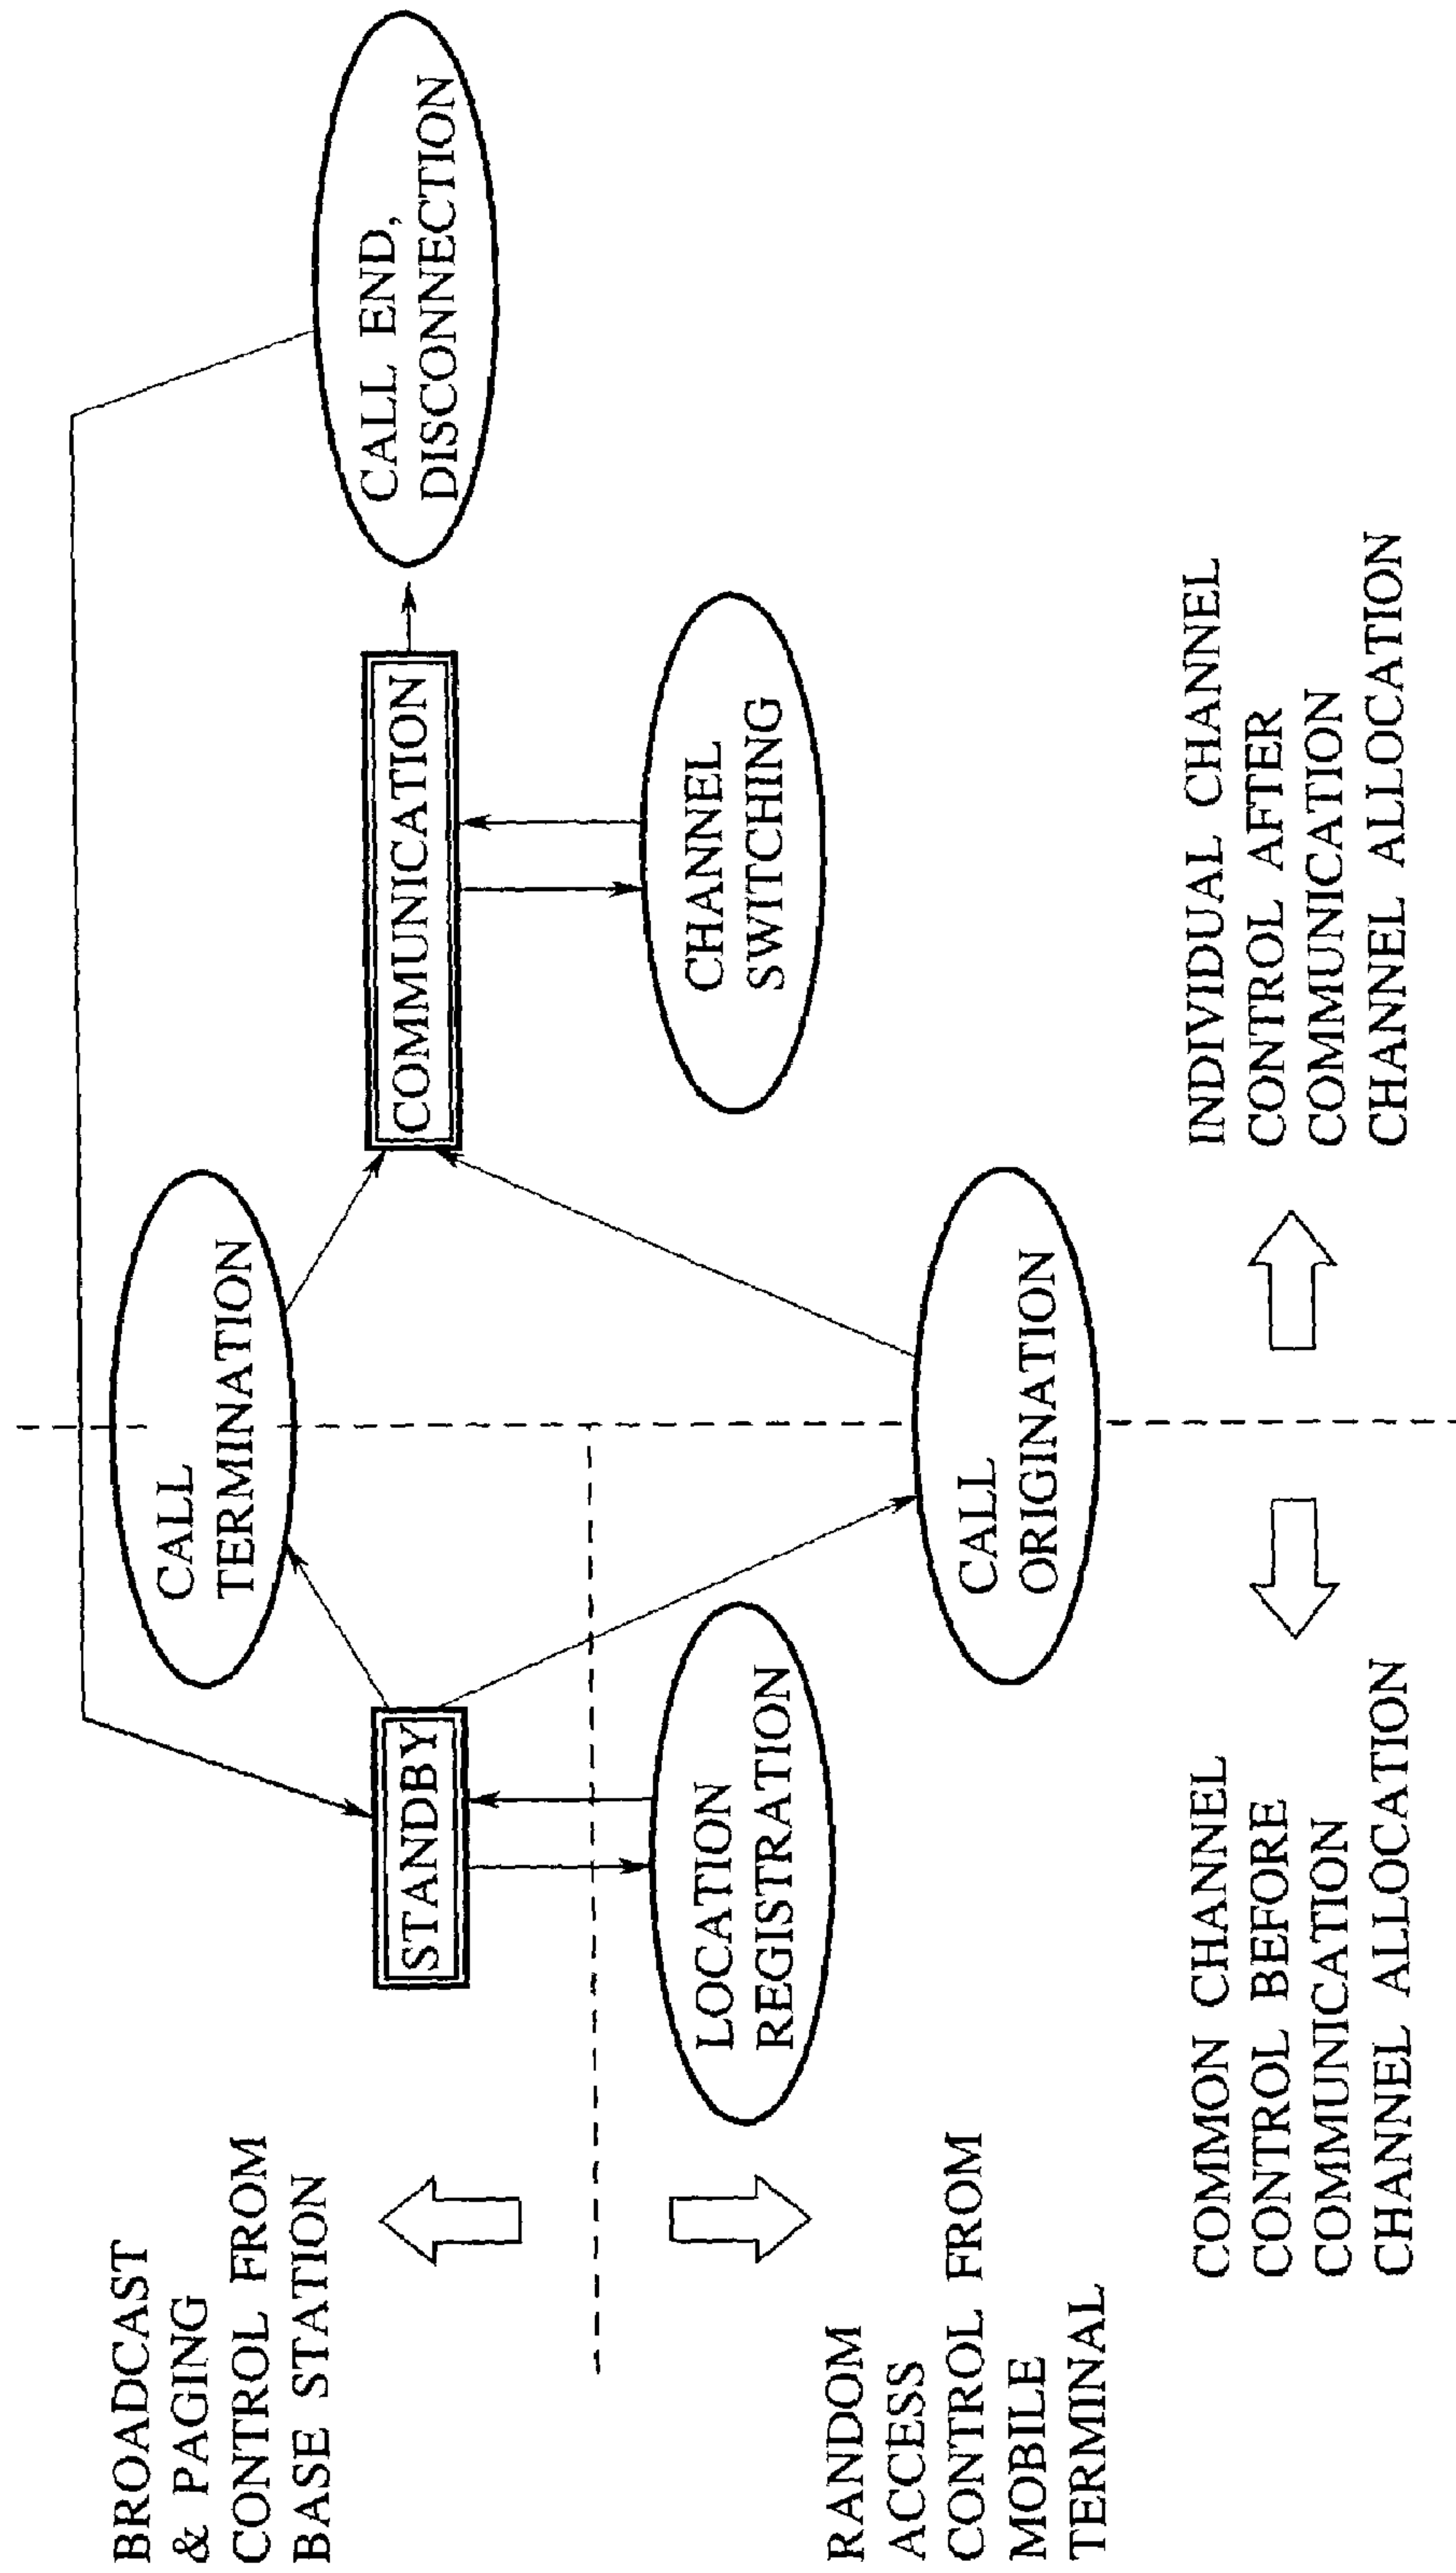 BROADCAST
& PAGING
CONTROL FROM
BASE STATION
RANDOM
ACCESS
CONTROL FROM
MOBILE
TERMINAL
STANDBY
LOCATION
REGISTRATION
CALL
TERMINATION
CALL
ORIGINATION
COMMUNICATION
CHANNEL
SWITCHING
CALL END,
DISCONNECTION
COMMON CHANNEL
CONTROL BEFORE
COMMUNICATION
CHANNEL ALLOCATION
INDIVIDUAL CHANNEL
CONTROL AFTER
COMMUNICATION
CHANNEL ALLOCATION